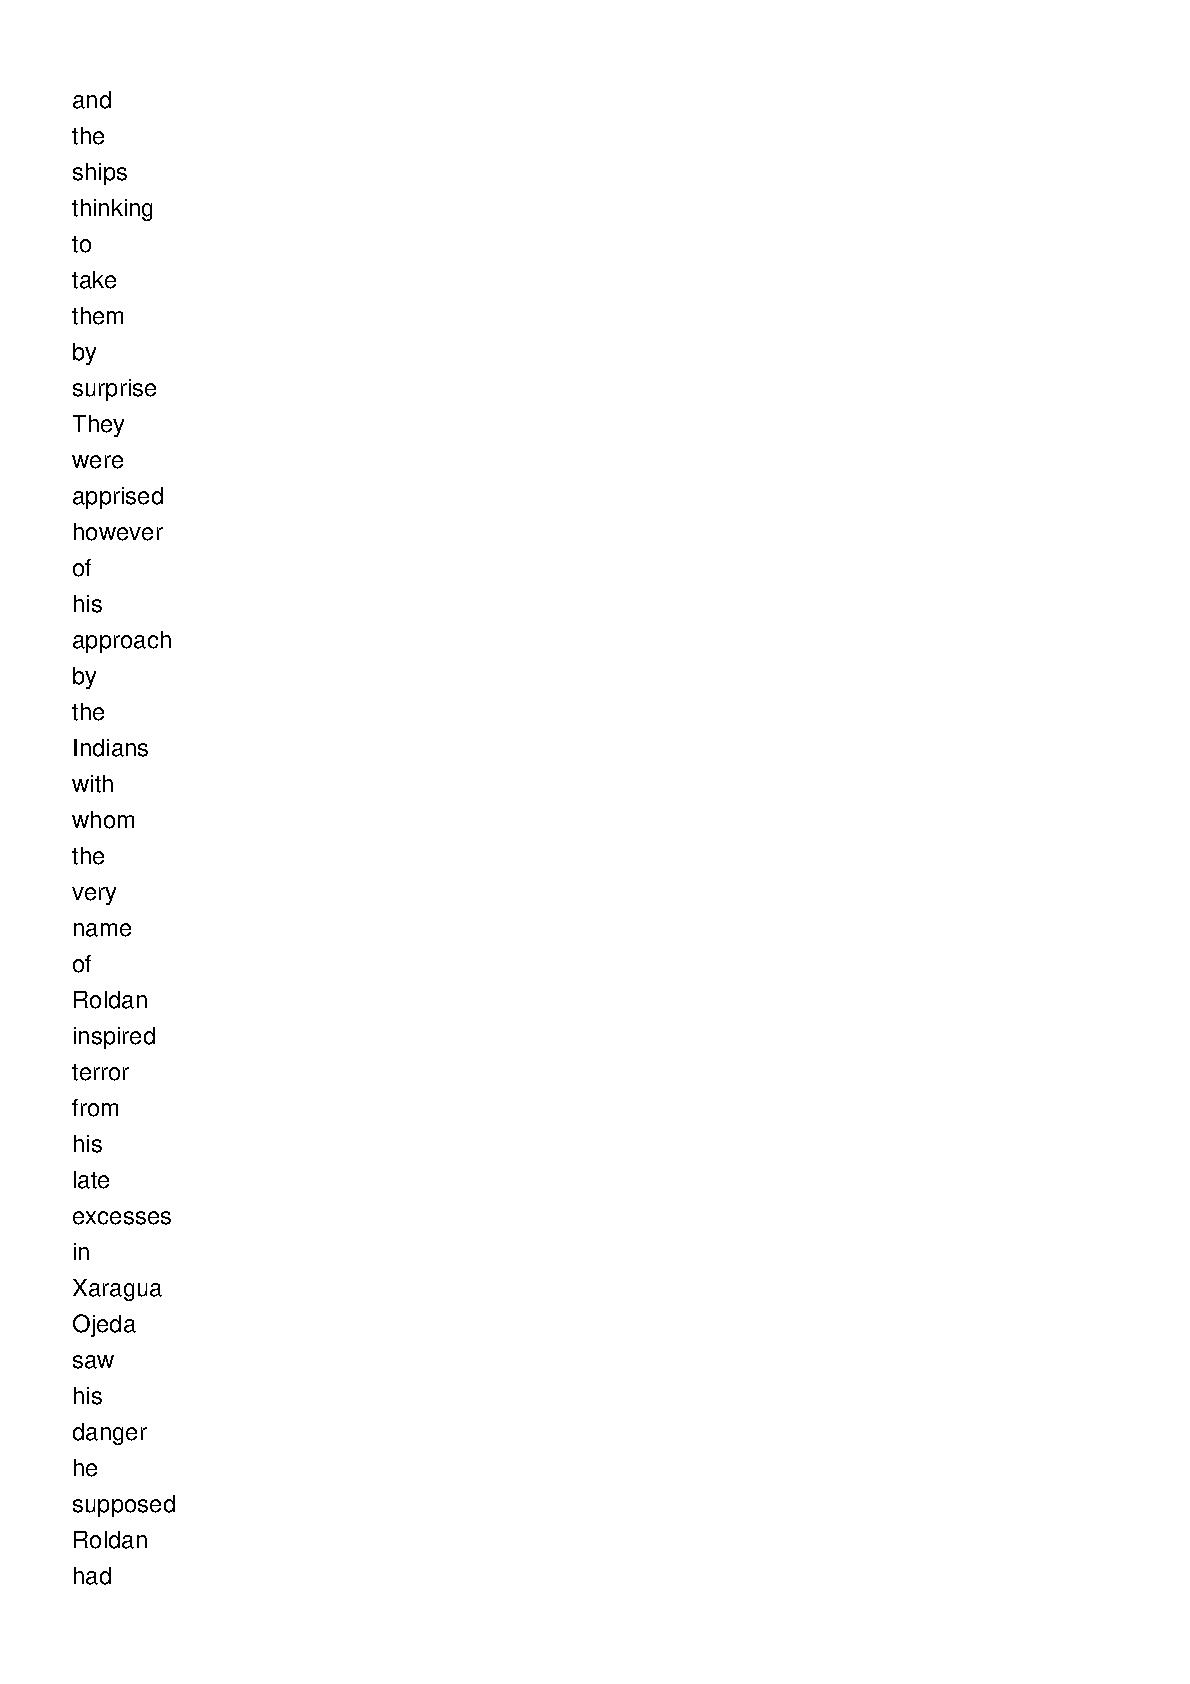 and
the
ships
thinking
to
take
them
by
surprise
They
were
apprised
however
of
his
approach
by
the
Indians
with
whom
the
very
name
of
Roldan
inspired
terror
from
his
late
excesses
in
Xaragua
Ojeda
saw
his
danger
he
supposed
Roldan
had